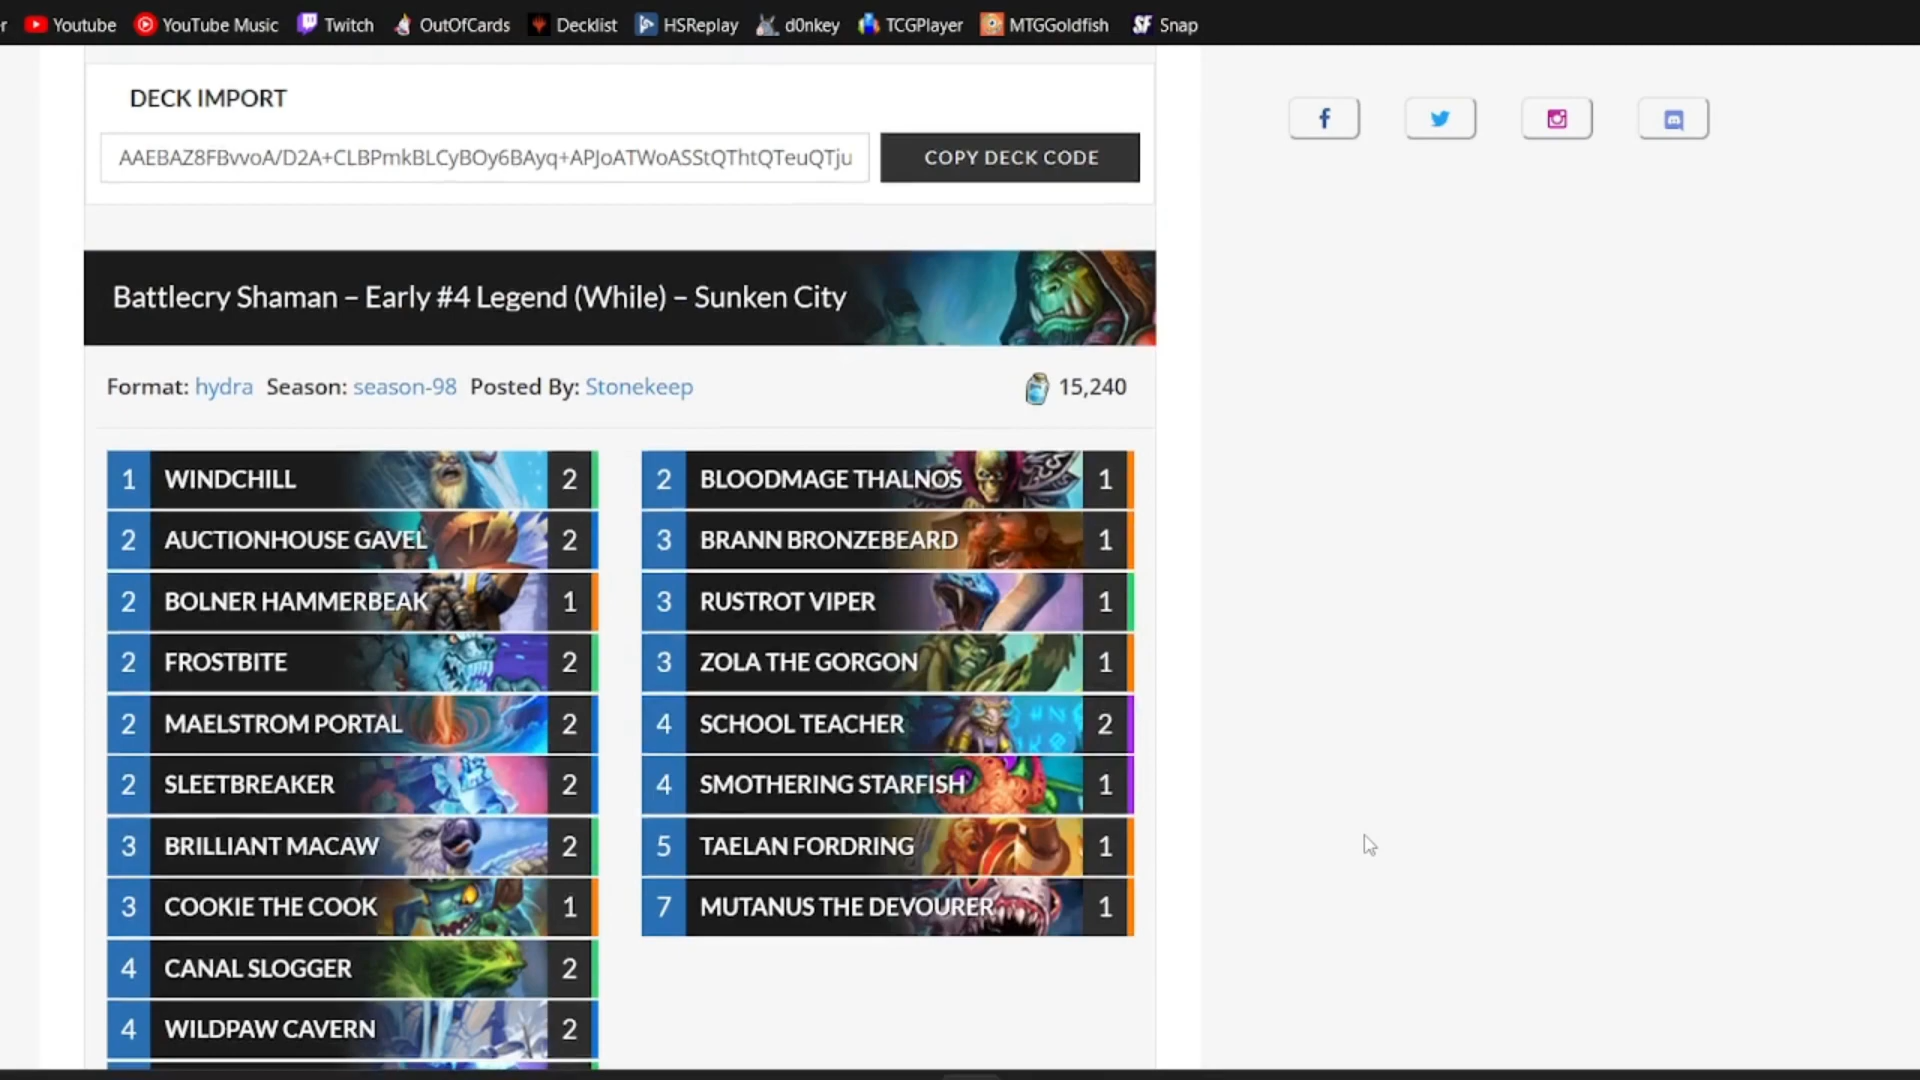 r Youtube YouTube Music Twitch OutOfCards Decklist HSReplay d0nkey TCGPlayer MTGGoldfish SF Snap
DECK IMPORT
AAEBAZ8FBvvoA/D2A+CLBPmkBLCyBOy6BAyq+APJoATWoASStQThtQTeuQTju COPY DECK CODE
Battlecry Shaman – Early #4 Legend (While) – Sunken City
Format: hydra Season: season-98 Posted By: Stonekeep 15,240
1 WINDCHILL 2
2 AUCTIONHOUSE GAVEL 2
2 BOLNER HAMMERBEAK 1
2 FROSTBITE 2
2 MAELSTROM PORTAL 2
2 SLEETBREAKER 2
3 BRILLIANT MACAW 2
3 COOKIE THE COOK 1
4 CANAL SLOGGER 2
4 WILDPAW CAVERN 2
2 BLOODMAGE THALNOS 1
3 BRANN BRONZEBEARD 1
3 RUSTROT VIPER 1
3 ZOLA THE GORGON 1
4 SCHOOL TEACHER 2
4 SMOTHERING STARFISH 1
5 TAELAN FORDRING 1
7 MUTANUS THE DEVOURER 1